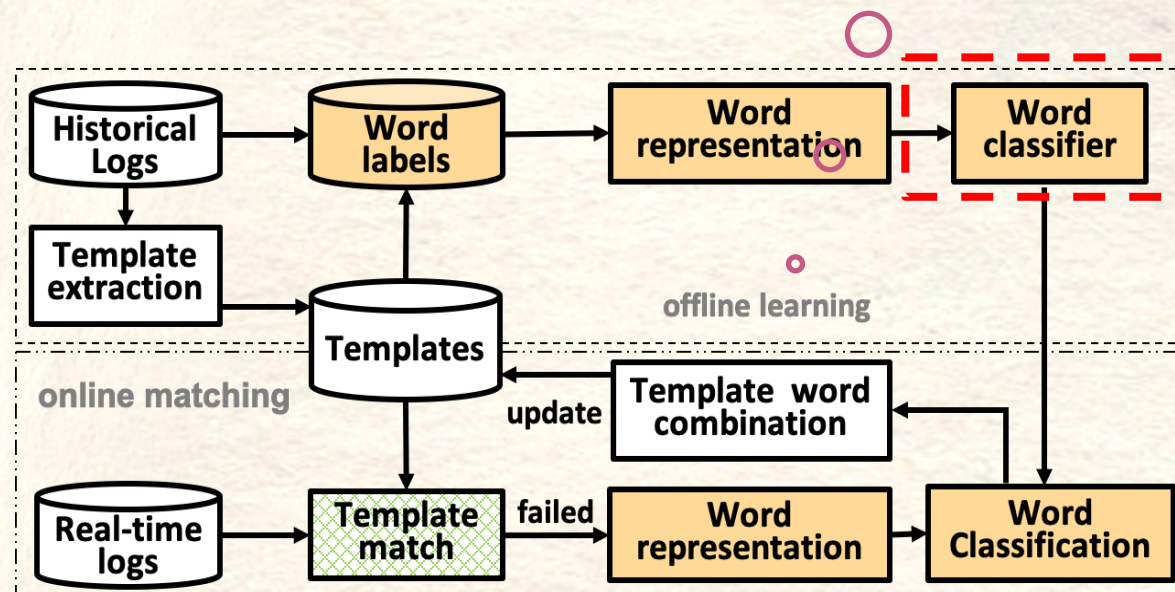 Historical
Logs
Word
labels
Word
representation
Word
classifier
Template
extraction
offline learning
Templates
online matching
update
Template word
combination
Real-time
logs
Template
match
failed
Word
representation
Word
Classification